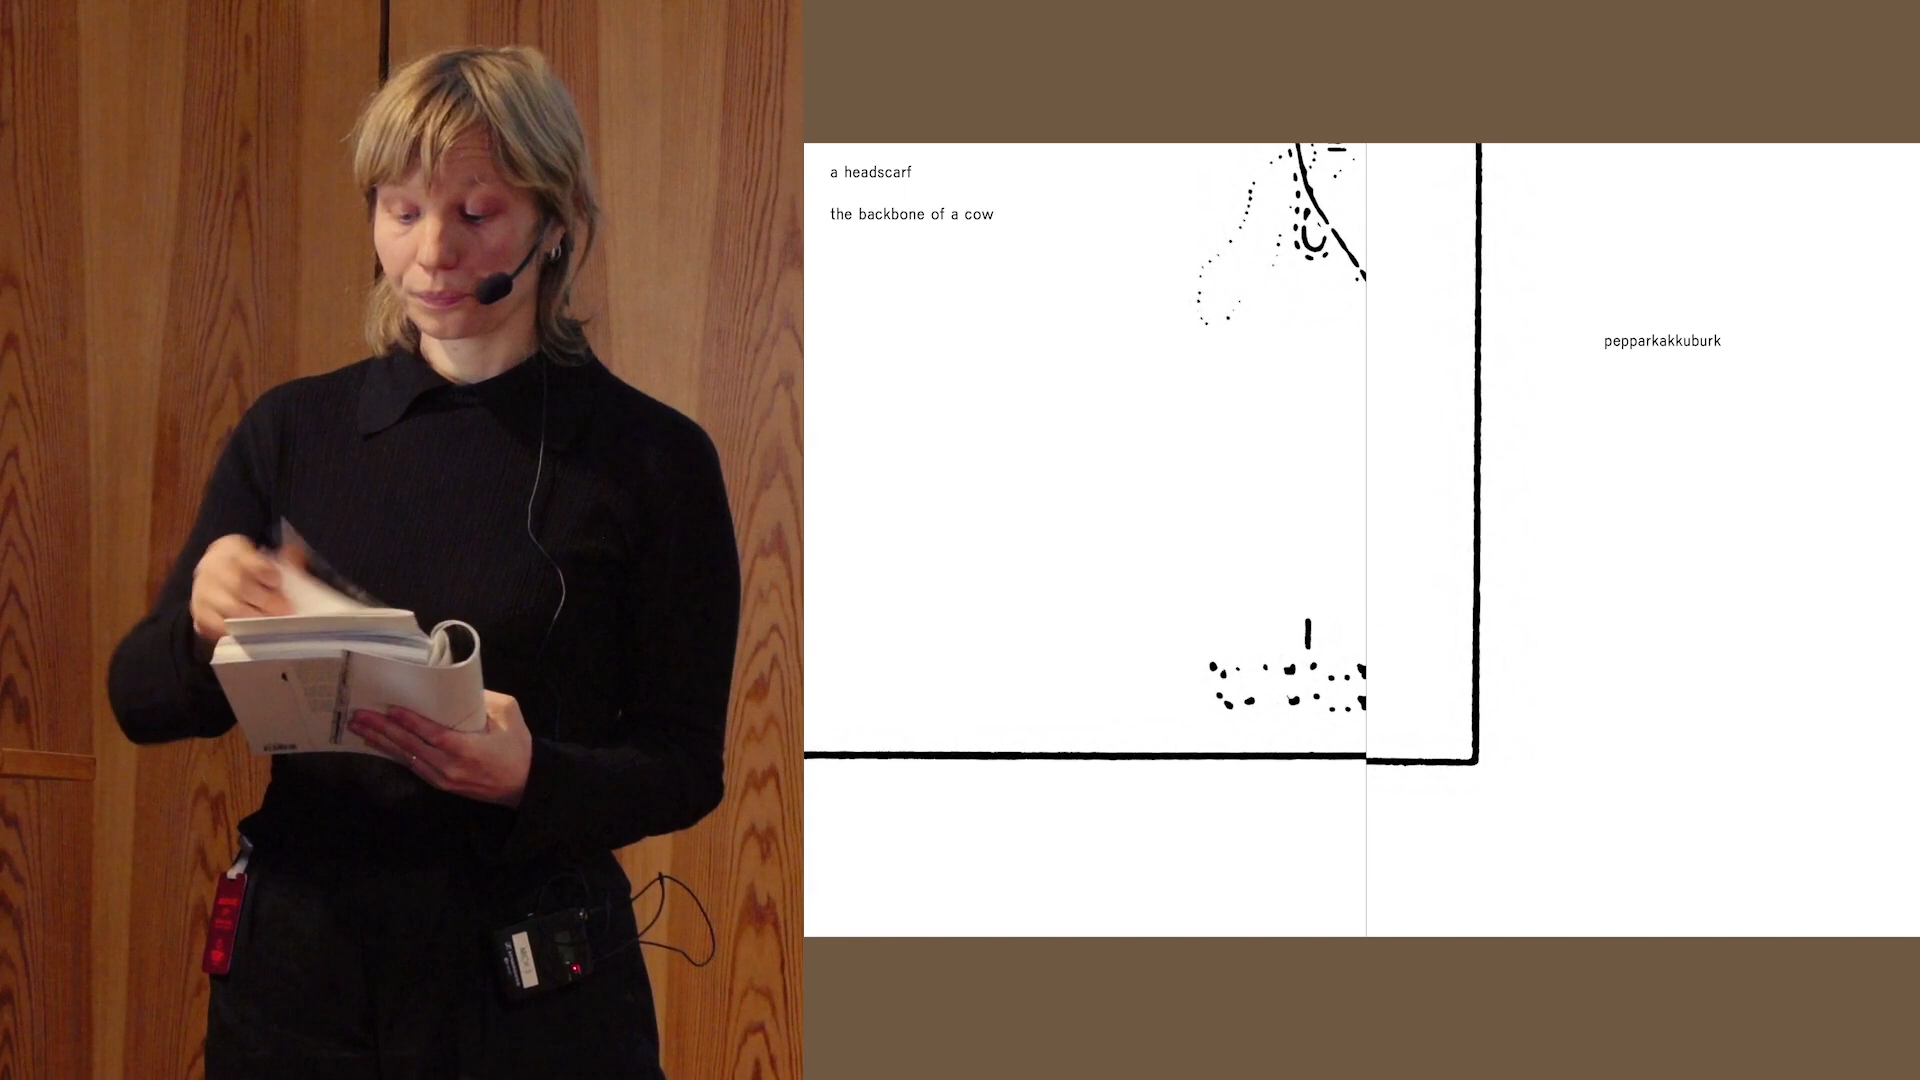 a headscarf
the backbone of a cow
pepparkakkuburk